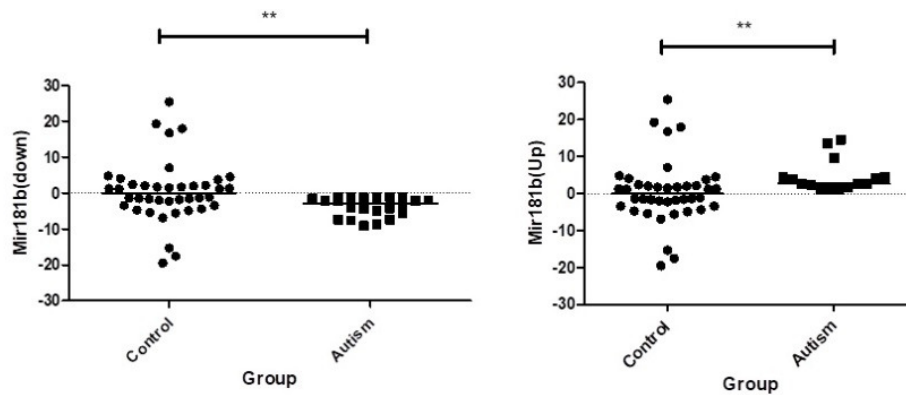 **
Mir181b(down)
30
20
10
0
-10
-20
-30
Control
Autism
Group
**
Mir181b(Up)
30
20
10
0
-10
-20
-30
Control
Autism
Group